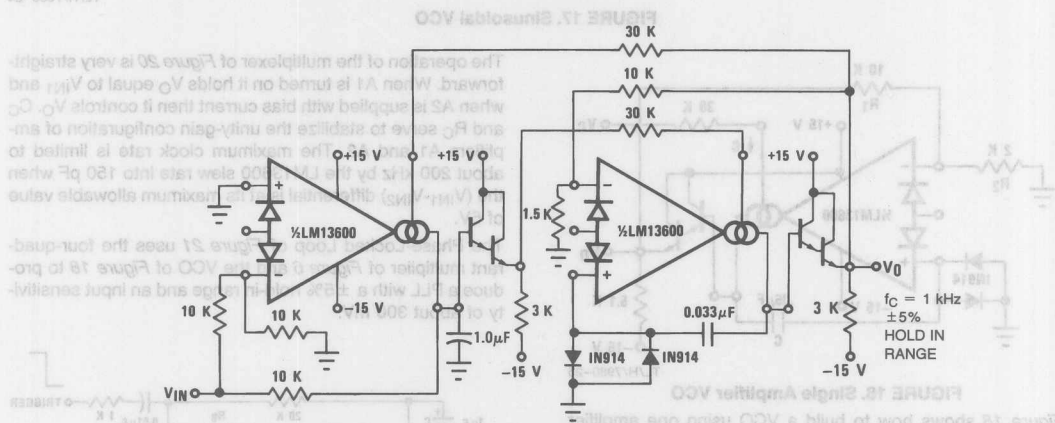 30 K
10 K
30 K
+15 V
+15 V
+15 V
+
½LM13600
−15 V
10 K
10 K
10 K
VIN
1.0μF
3 K
−15 V
−
1.5 K
½LM13600
+
0.033μF
IN914
IN914
VO
3 K
−15 V
fC = 1 kHz
±5%
HOLD IN
RANGE
FIGURE 17. Sinusoidal VCO
The operation of the multiplexer of Figure 20 is very straight-
forward. When A1 is turned on it holds VO equal to VIN1 and
when A2 is supplied with bias current then it controls VO. CC
and RC serve to stabilize the unity-gain configuration of am-
plifiers A1 and A2. The maximum clock rate is limited to
about 200 kHz by the LM13600 slew rate into 150 pF when
the (VIN1-VIN2) differential is at its maximum allowable value
of 5V.
The Phase-Locked Loop of Figure 21 uses the four-quad-
rant multiplier of Figure 6 and the VCO of Figure 18 to pro-
duce a PLL with a ±5% hold-in range and an input sensitivi-
ty of about 300 mV.
FIGURE 18. Single Amplifier VCO
Figure 18 shows how to build a VCO using one amplifier